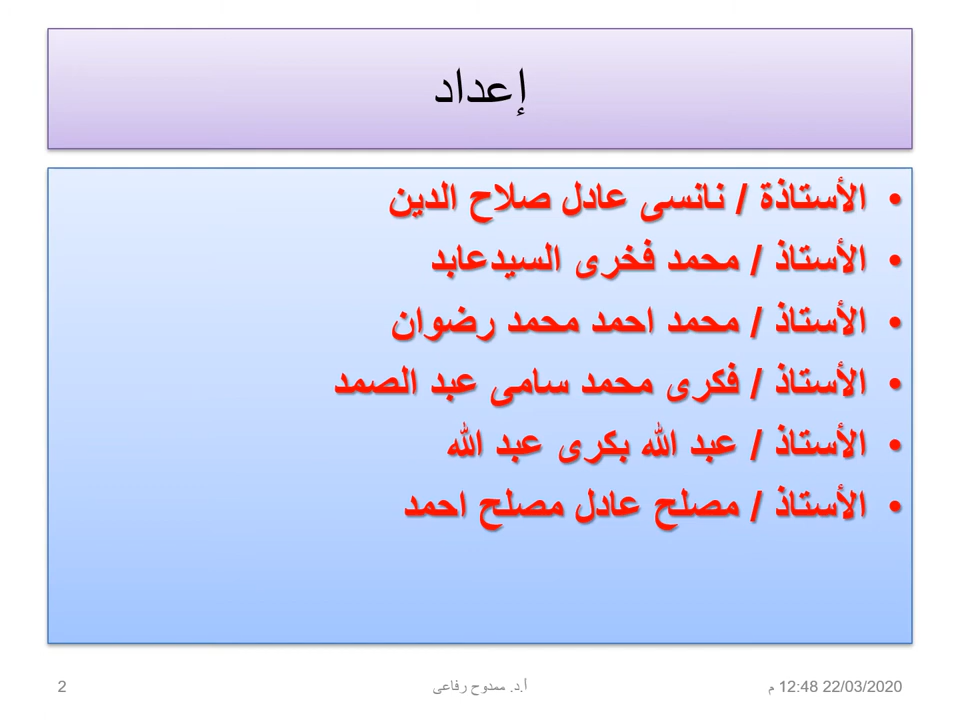 إعداد
• الأستاذة / نانسى عادل صلاح الدين
• الأستاذ / محمد فخرى السيدعابد
• الأستاذ / محمد احمد محمد رضوان
• الأستاذ / فكرى محمد سامى عبد الصمد
• الأستاذ / عبد الله بكرى عبد الله
• الأستاذ / مصلح عادل مصلح احمد
22/03/2020 12:48 م أ.د. ممدوح رفاعى 2